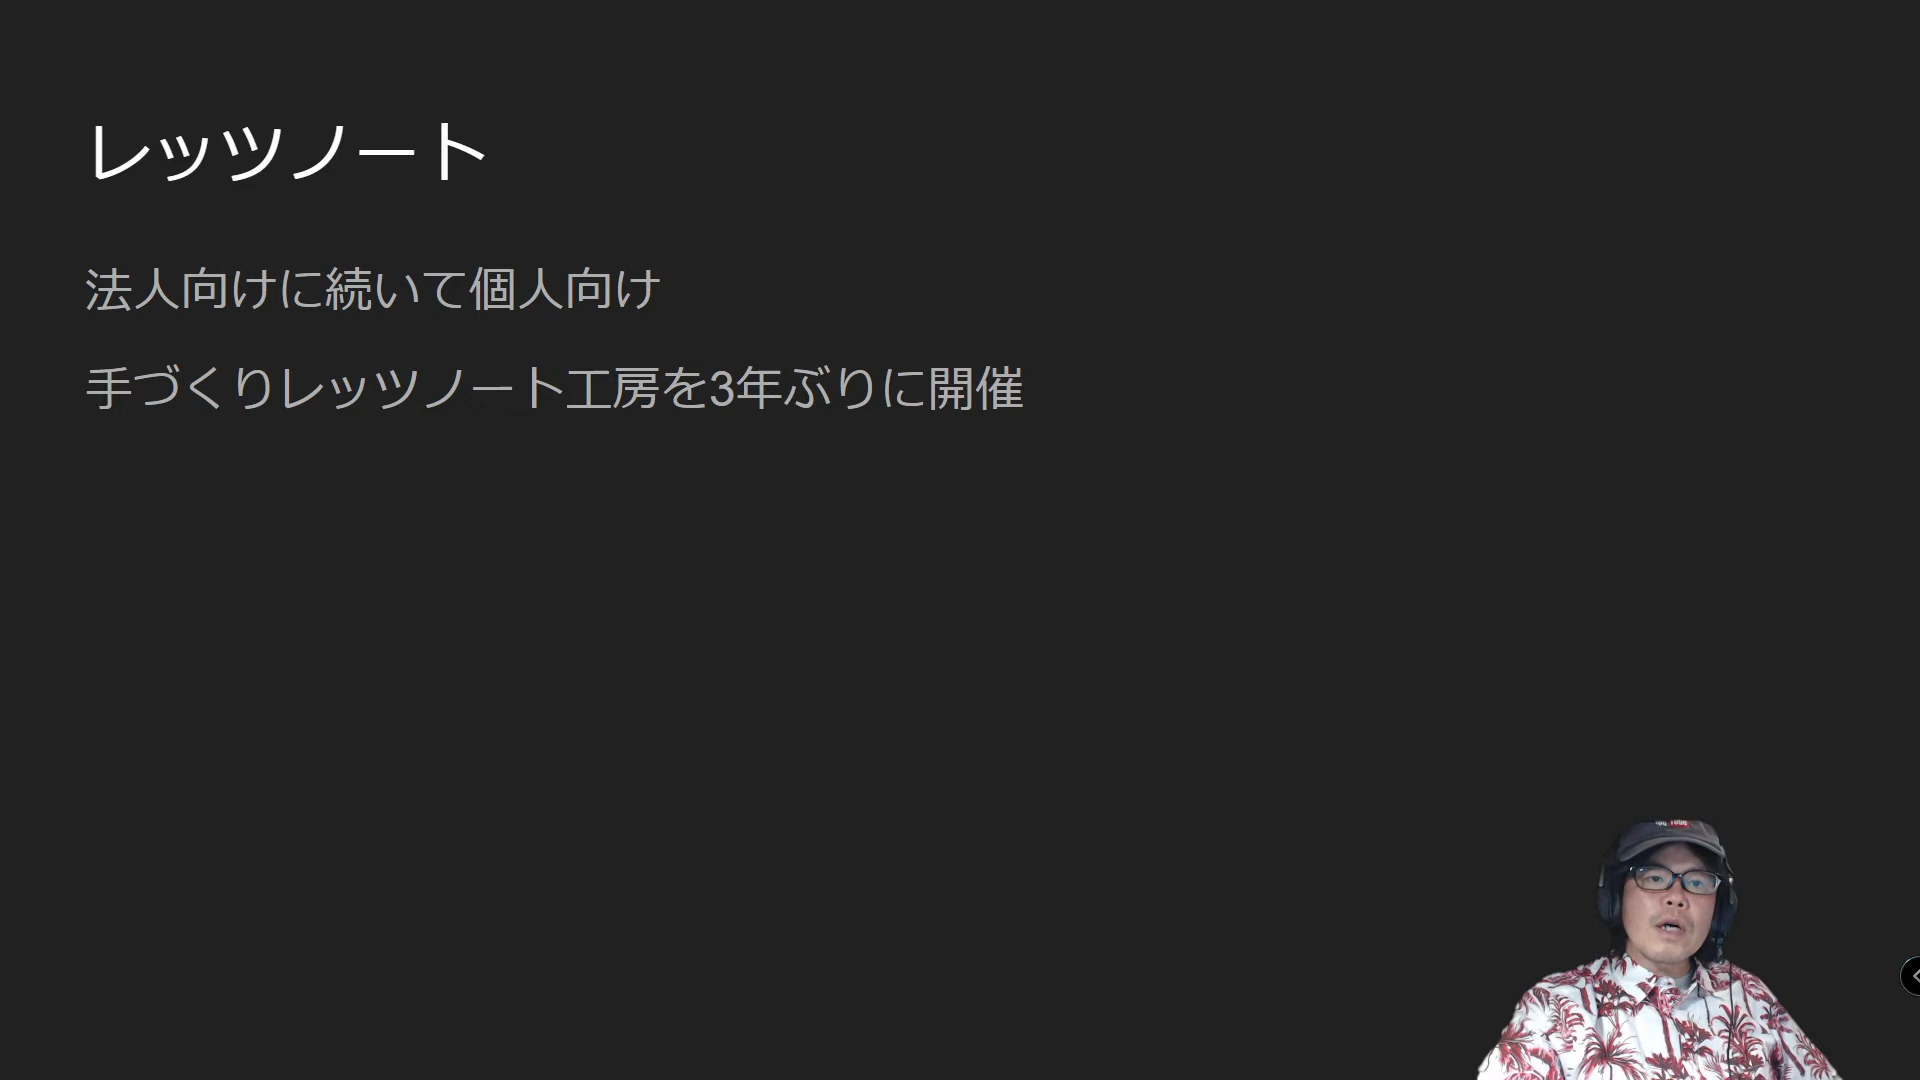 レッツノート
法人向けに続いて個人向け
手づくりレッツノート工房を3年ぶりに開催